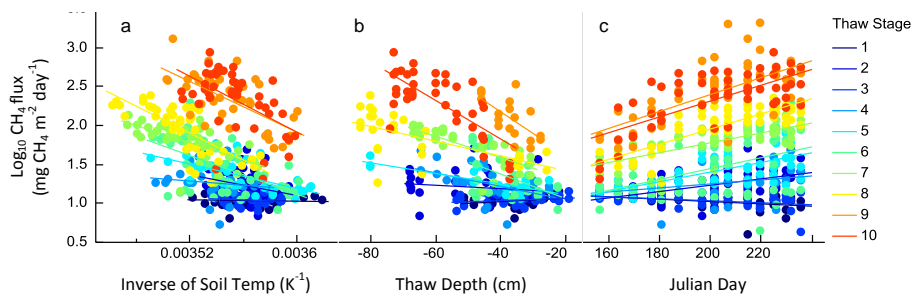 a
b
c
Thaw Stage
3.0
2.5
2.0
1.5
1.0
0.5
Log10 CH4 flux
(mg CH4 m-2 day-1)
0.00352
0.0036
-80
-60
-40
-20
160
180
200
220
Inverse of Soil Temp (K-1)
Thaw Depth (cm)
Julian Day
1
2
3
4
5
6
7
8
9
10